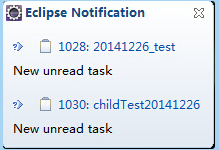 Eclipse Notification
1028: 20141226_test
New unread task
1030: childTest20141226
New unread task